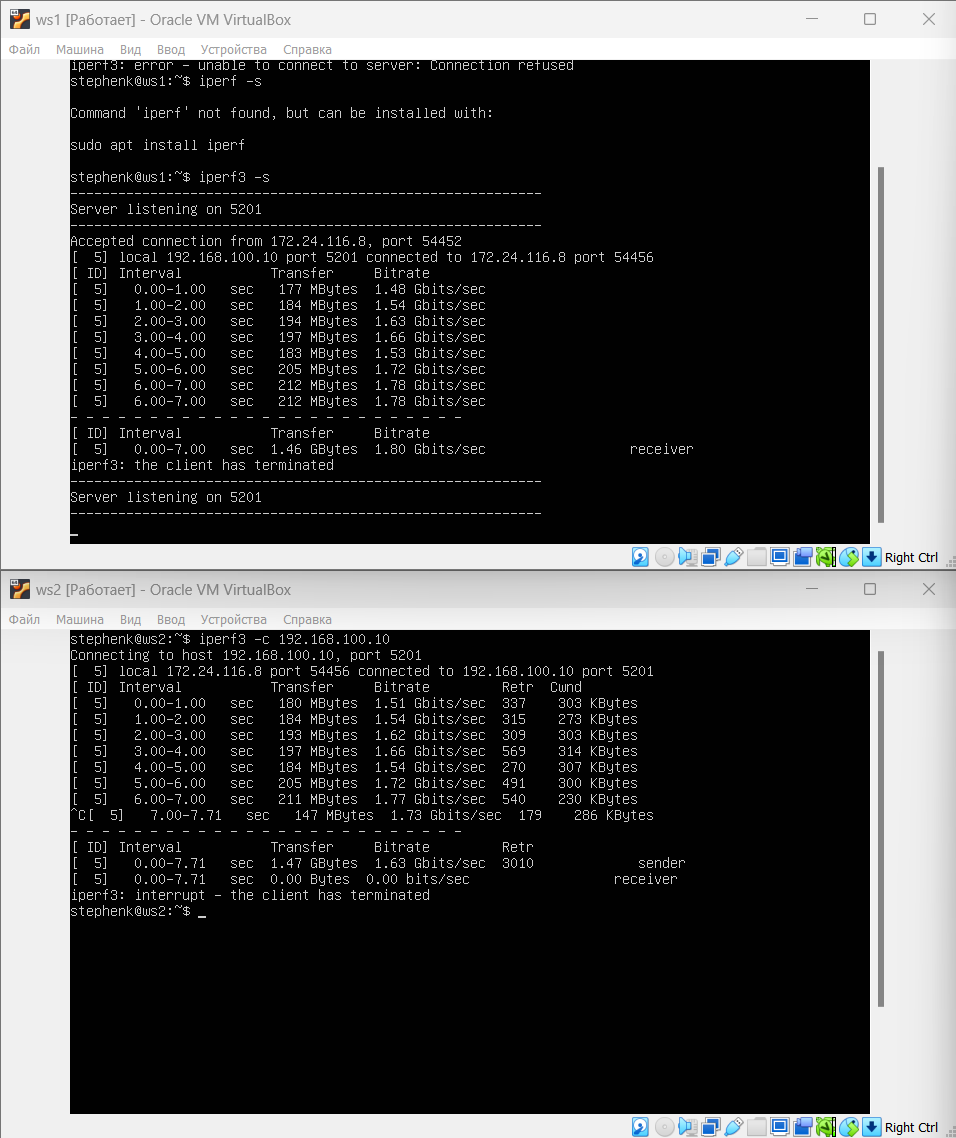 ws1 [Работает] - Oracle VM VirtualBox
Файл Машина Вид Ввод Устройства Справка
iperf3: error - unable to connect to server: Connection refused
stephenk@ws1:~$ iperf -s
Command 'iperf' not found, but can be installed with:
sudo apt install iperf
stephenk@ws1:~$ iperf3 -s
-----------------------------------------------------------
Server listening on 5201
-----------------------------------------------------------
Accepted connection from 172.24.116.8, port 54452
[  5] local 192.168.100.10 port 5201 connected to 172.24.116.8 port 54456
[ ID] Interval           Transfer     Bitrate
[  5]   0.00-1.00   sec   177 MBytes  1.48 Gbits/sec
[  5]   1.00-2.00   sec   184 MBytes  1.54 Gbits/sec
[  5]   2.00-3.00   sec   194 MBytes  1.63 Gbits/sec
[  5]   3.00-4.00   sec   197 MBytes  1.66 Gbits/sec
[  5]   4.00-5.00   sec   183 MBytes  1.53 Gbits/sec
[  5]   5.00-6.00   sec   205 MBytes  1.72 Gbits/sec
[  5]   6.00-7.00   sec   212 MBytes  1.78 Gbits/sec
[  5]   6.00-7.00   sec   212 MBytes  1.78 Gbits/sec
- - - - - - - - - - - - - - - - - - - - - - - - -
[ ID] Interval           Transfer     Bitrate
[  5]   0.00-7.00   sec  1.46 GBytes  1.80 Gbits/sec                  receiver
iperf3: the client has terminated
-----------------------------------------------------------
Server listening on 5201
-----------------------------------------------------------
_
Right Ctrl
ws2 [Работает] - Oracle VM VirtualBox
Файл Машина Вид Ввод Устройства Справка
stephenk@ws2:~$ iperf3 -c 192.168.100.10
Connecting to host 192.168.100.10, port 5201
[  5] local 172.24.116.8 port 54456 connected to 192.168.100.10 port 5201
[ ID] Interval           Transfer     Bitrate         Retr  Cwnd
[  5]   0.00-1.00   sec   180 MBytes  1.51 Gbits/sec  337    303 KBytes
[  5]   1.00-2.00   sec   184 MBytes  1.54 Gbits/sec  315    273 KBytes
[  5]   2.00-3.00   sec   193 MBytes  1.62 Gbits/sec  309    303 KBytes
[  5]   3.00-4.00   sec   197 MBytes  1.66 Gbits/sec  569    314 KBytes
[  5]   4.00-5.00   sec   184 MBytes  1.54 Gbits/sec  270    307 KBytes
[  5]   5.00-6.00   sec   205 MBytes  1.72 Gbits/sec  491    300 KBytes
[  5]   6.00-7.00   sec   211 MBytes  1.77 Gbits/sec  540    230 KBytes
^C[  5]   7.00-7.71   sec   147 MBytes  1.73 Gbits/sec  179    286 KBytes
- - - - - - - - - - - - - - - - - - - - - - - - -
[ ID] Interval           Transfer     Bitrate         Retr
[  5]   0.00-7.71   sec  1.47 GBytes  1.63 Gbits/sec  3010             sender
[  5]   0.00-7.71   sec  0.00 Bytes  0.00 bits/sec                  receiver
iperf3: interrupt - the client has terminated
stephenk@ws2:~$ _
Right Ctrl